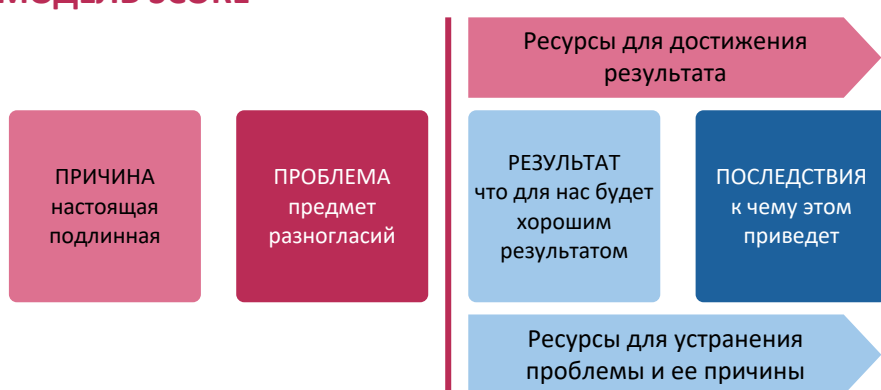 МОДЕЛЬ SCORE
Ресурсы для достижения
результата
ПРИЧИНА
настоящая
подлинная
ПРОБЛЕМА
предмет
разногласий
РЕЗУЛЬТАТ
что для нас будет
хорошим
результатом
ПОСЛЕДСТВИЯ
к чему этом
приведет
Ресурсы для устранения
проблемы и ее причины